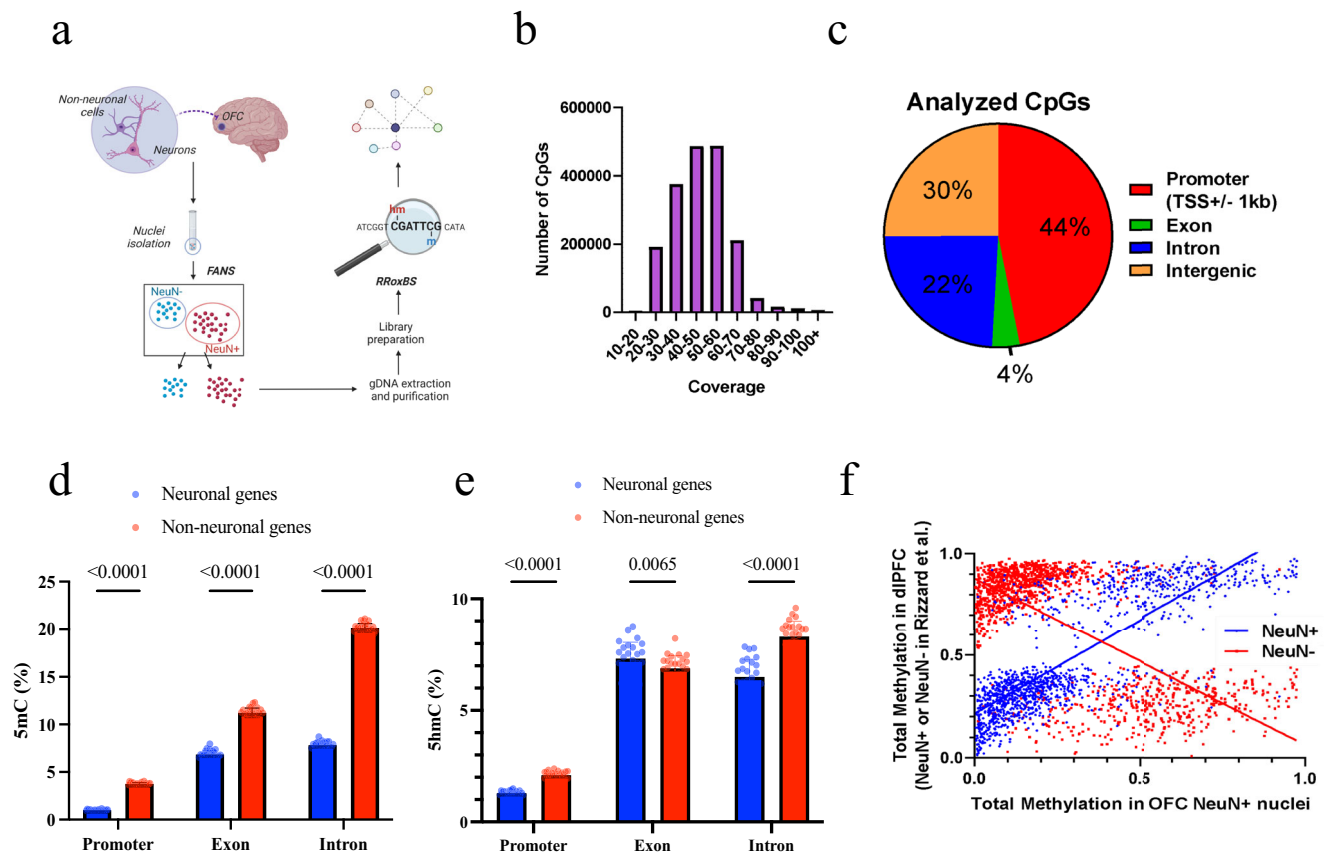 a
Non-neuronal
cells
OFC
Neurons
Nuclei
isolation
FANS
NeuN-
NeuN+
gDNA extraction
and purification
Library
preparation
RRoxBS
hm
ATCGGT CGATTCG CATA
m
b
Number of CpGs
600000
400000
200000
0
10-20
20-30
30-40
40-50
50-60
60-70
70-80
80-90
90-100
100+
Coverage
c
Analyzed CpGs
30%
44%
22%
4%
Promoter
(TSS+/- 1kb)
Exon
Intron
Intergenic
d
Neuronal genes
Non-neuronal genes
<0.0001
<0.0001
<0.0001
5mC (%)
25
20
15
10
5
0
Promoter
Exon
Intron
e
Neuronal genes
Non-neuronal genes
<0.0001
0.0065
<0.0001
5hmC (%)
10
8
6
4
2
0
Promoter
Exon
Intron
f
Total Methylation in dlPFC
(NeuN+ or NeuN- in Rizzard et al.)
1.0
0.5
0.0
NeuN+
NeuN-
0.0
0.5
1.0
Total Methylation in OFC NeuN+ nuclei